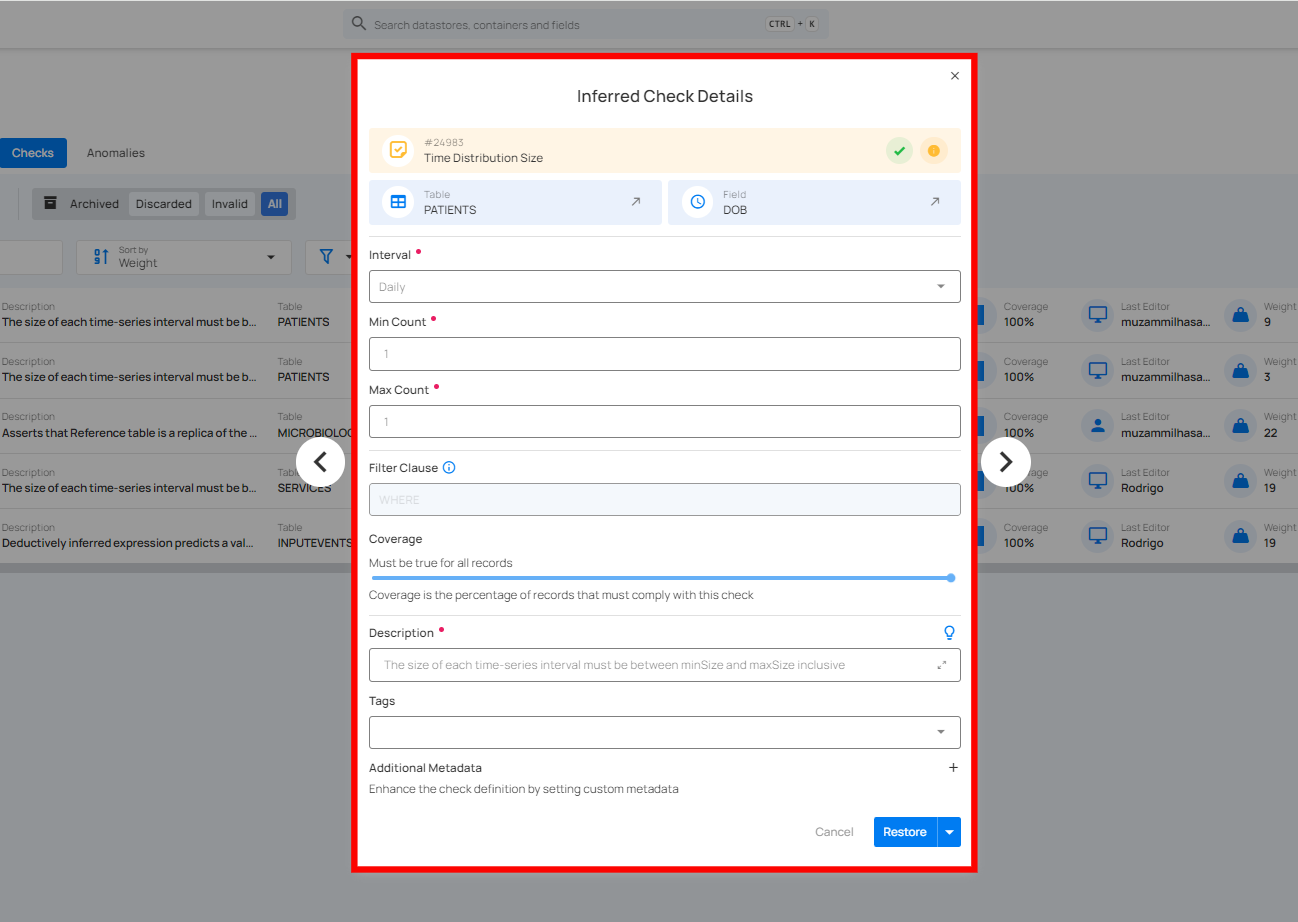 Search datastores, containers and fields
CTRL + K
Checks
Anomalies
Archived
Discarded
Invalid
All
Sort by
Weight
Description
The size of each time-series interval must be b...
Table
PATIENTS
Coverage
100%
Last Editor
muzammilhasa...
Weight
9
Description
The size of each time-series interval must be b...
Table
PATIENTS
Coverage
100%
Last Editor
muzammilhasa...
Weight
3
Description
Asserts that Reference table is a replica of the ...
Table
MICROBIOLOG
Coverage
100%
Last Editor
muzammilhasa...
Weight
22
Description
The size of each time-series interval must be b...
Table
SERVICES
100%
Last Editor
Rodrigo
Weight
19
Description
Deductively inferred expression predicts a val...
Table
INPUTEVENTS
Coverage
100%
Last Editor
Rodrigo
Weight
19
Inferred Check Details
#24983
Time Distribution Size
Table
PATIENTS
Field
DOB
Interval
Daily
Min Count
1
Max Count
1
Filter Clause
WHERE
Coverage
Must be true for all records
Coverage is the percentage of records that must comply with this check
Description
The size of each time-series interval must be between minSize and maxSize inclusive
Tags
Additional Metadata
Enhance the check definition by setting custom metadata
Cancel
Restore